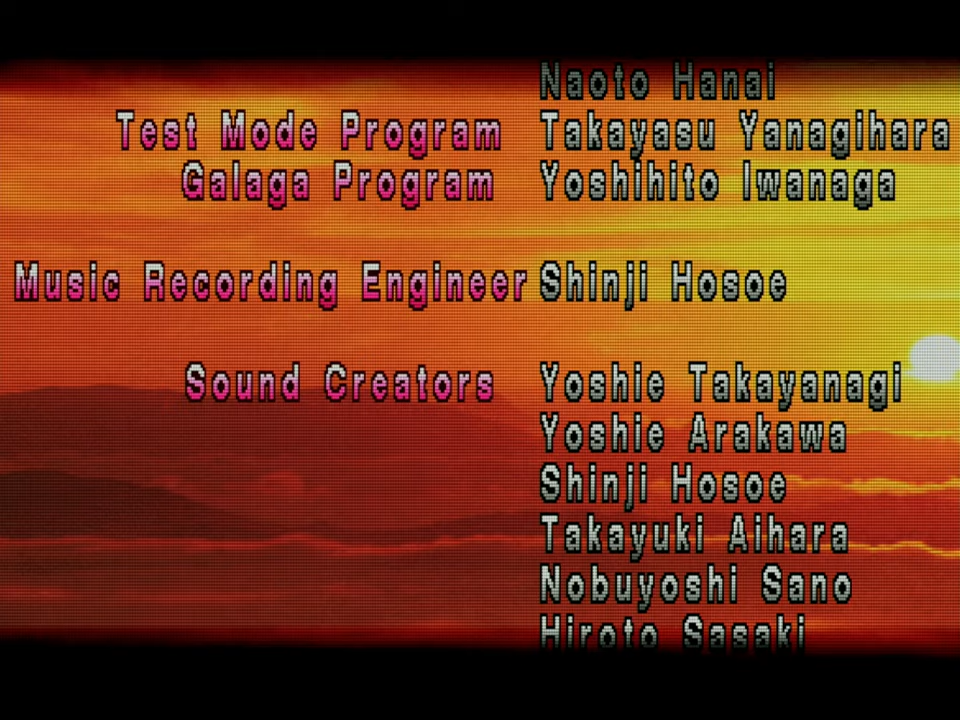 Naoto Hanai
Test Mode Program Takayasu Yanagihara
Galaga Program Yoshihito Iwanaga
Music Recording Engineer Shinji Hosoe
Sound Creators Yoshie Takayanagi
Yoshie Arakawa
Shinji Hosoe
Takayuki Aihara
Nobuyoshi Sano
Hiroto Sasaki